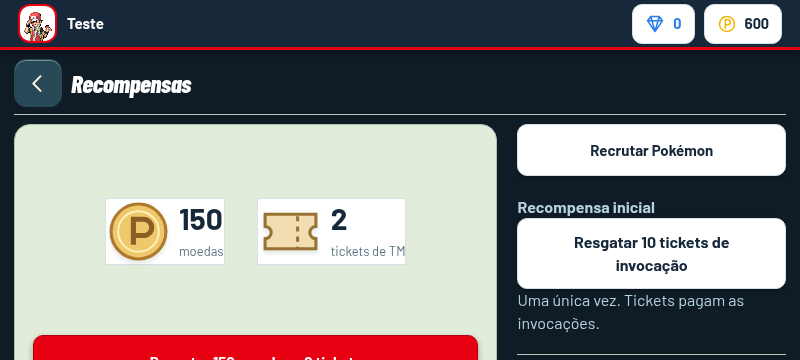 Teste
0
600
Recompensas
150
moedas
2
tickets de TM
Recrutar Pokémon
Recompensa inicial
Resgatar 10 tickets de
invocação
Uma única vez. Tickets pagam as
invocações.